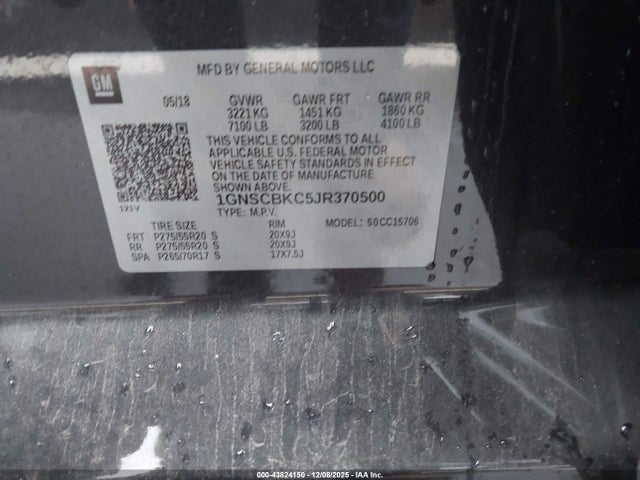 GM
MFD BY GENERAL MOTORS LLC
05/18 GVWR GAWR FRT GAWR RR
3221 KG 1451 KG 1860 KG
7100 LB 3200 LB 4100 LB
THIS VEHICLE CONFORMS TO ALL
APPLICABLE U.S. FEDERAL MOTOR
VEHICLE SAFETY STANDARDS IN EFFECT
ON THE DATE OF MANUFACTURE
SHOWN ABOVE.
1GNSCBKC5JR370500
121V
TYPE: M.P.V. MODEL: 50CC15706
TIRE SIZE RIM
FRT P275/55R20 S 20X9J
RR P275/55R20 S 20X9J
SPA P265/70R17 S 17X7.5J
000-43824150 - 12/08/2025 - IAA Inc.